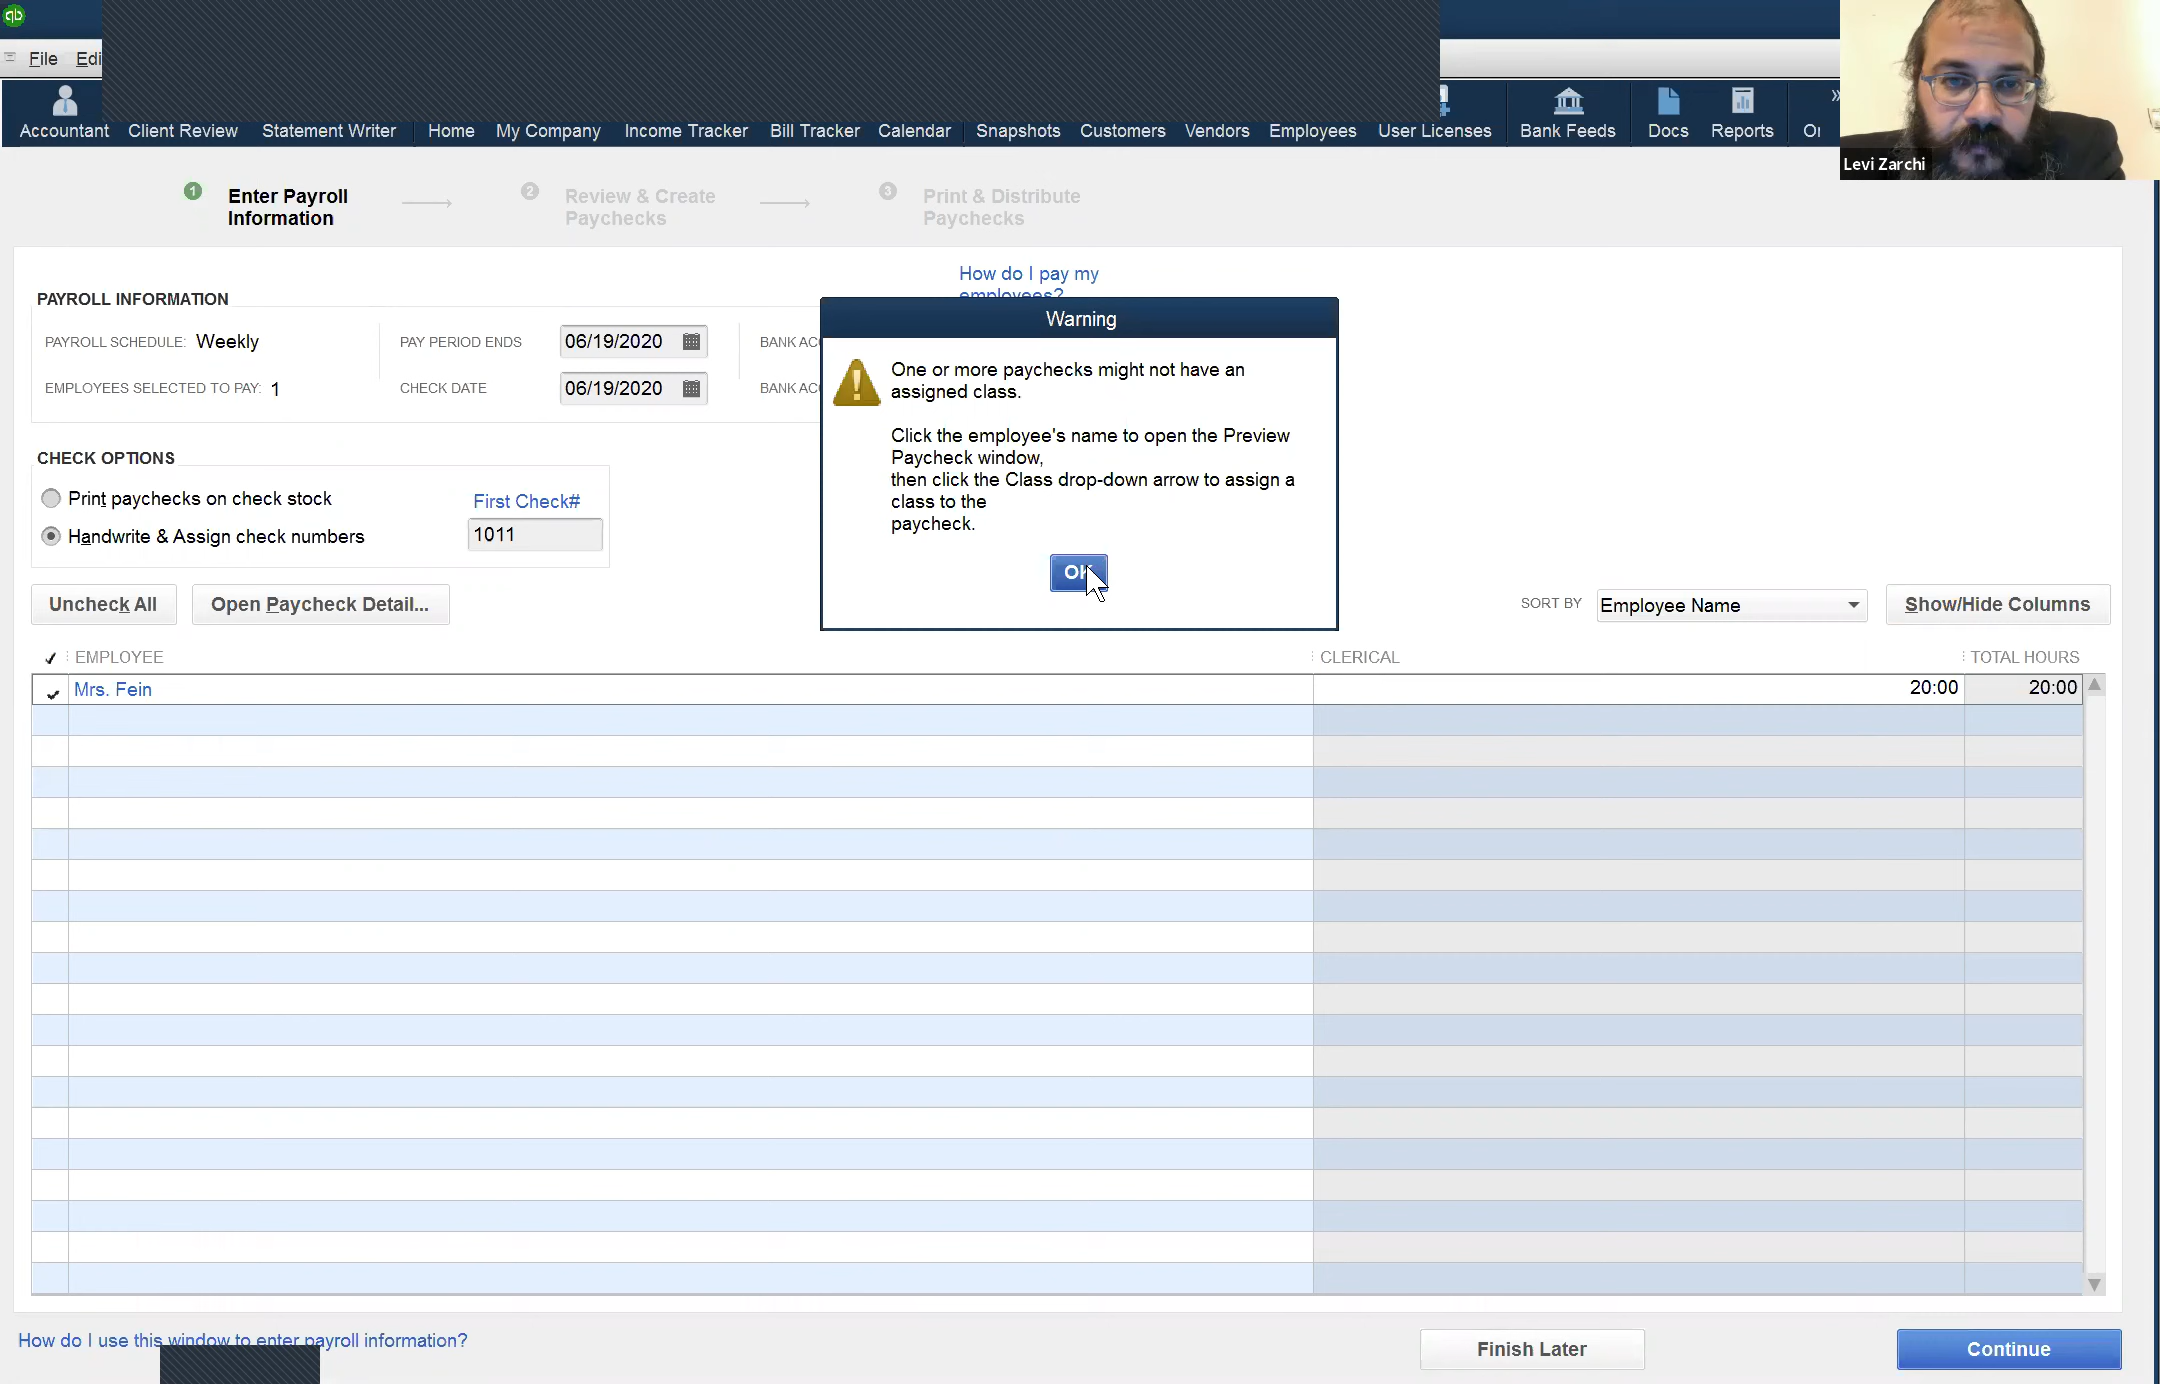 qb
File Edi
Accountant Client Review Statement Writer Home My Company Income Tracker Bill Tracker Calendar Snapshots Customers Vendors Employees User Licenses Bank Feeds Docs Reports
Levi Zarchi
1 Enter Payroll
Information
2 Review & Create
Paychecks
3 Print & Distribute
Paychecks
How do I pay my
employees?
PAYROLL INFORMATION
PAYROLL SCHEDULE: Weekly
PAY PERIOD ENDS 06/19/2020
BANK ACC
EMPLOYEES SELECTED TO PAY: 1
CHECK DATE 06/19/2020
BANK ACC
Warning
One or more paychecks might not have an
assigned class.
Click the employee's name to open the Preview
Paycheck window,
then click the Class drop-down arrow to assign a
class to the
paycheck.
OK
CHECK OPTIONS
Print paychecks on check stock
First Check#
Handwrite & Assign check numbers
1011
Uncheck All
Open Paycheck Detail...
SORT BY Employee Name
Show/Hide Columns
EMPLOYEE CLERICAL TOTAL HOURS
Mrs. Fein 20:00 20:00
How do I use this window to enter payroll information?
Finish Later
Continue